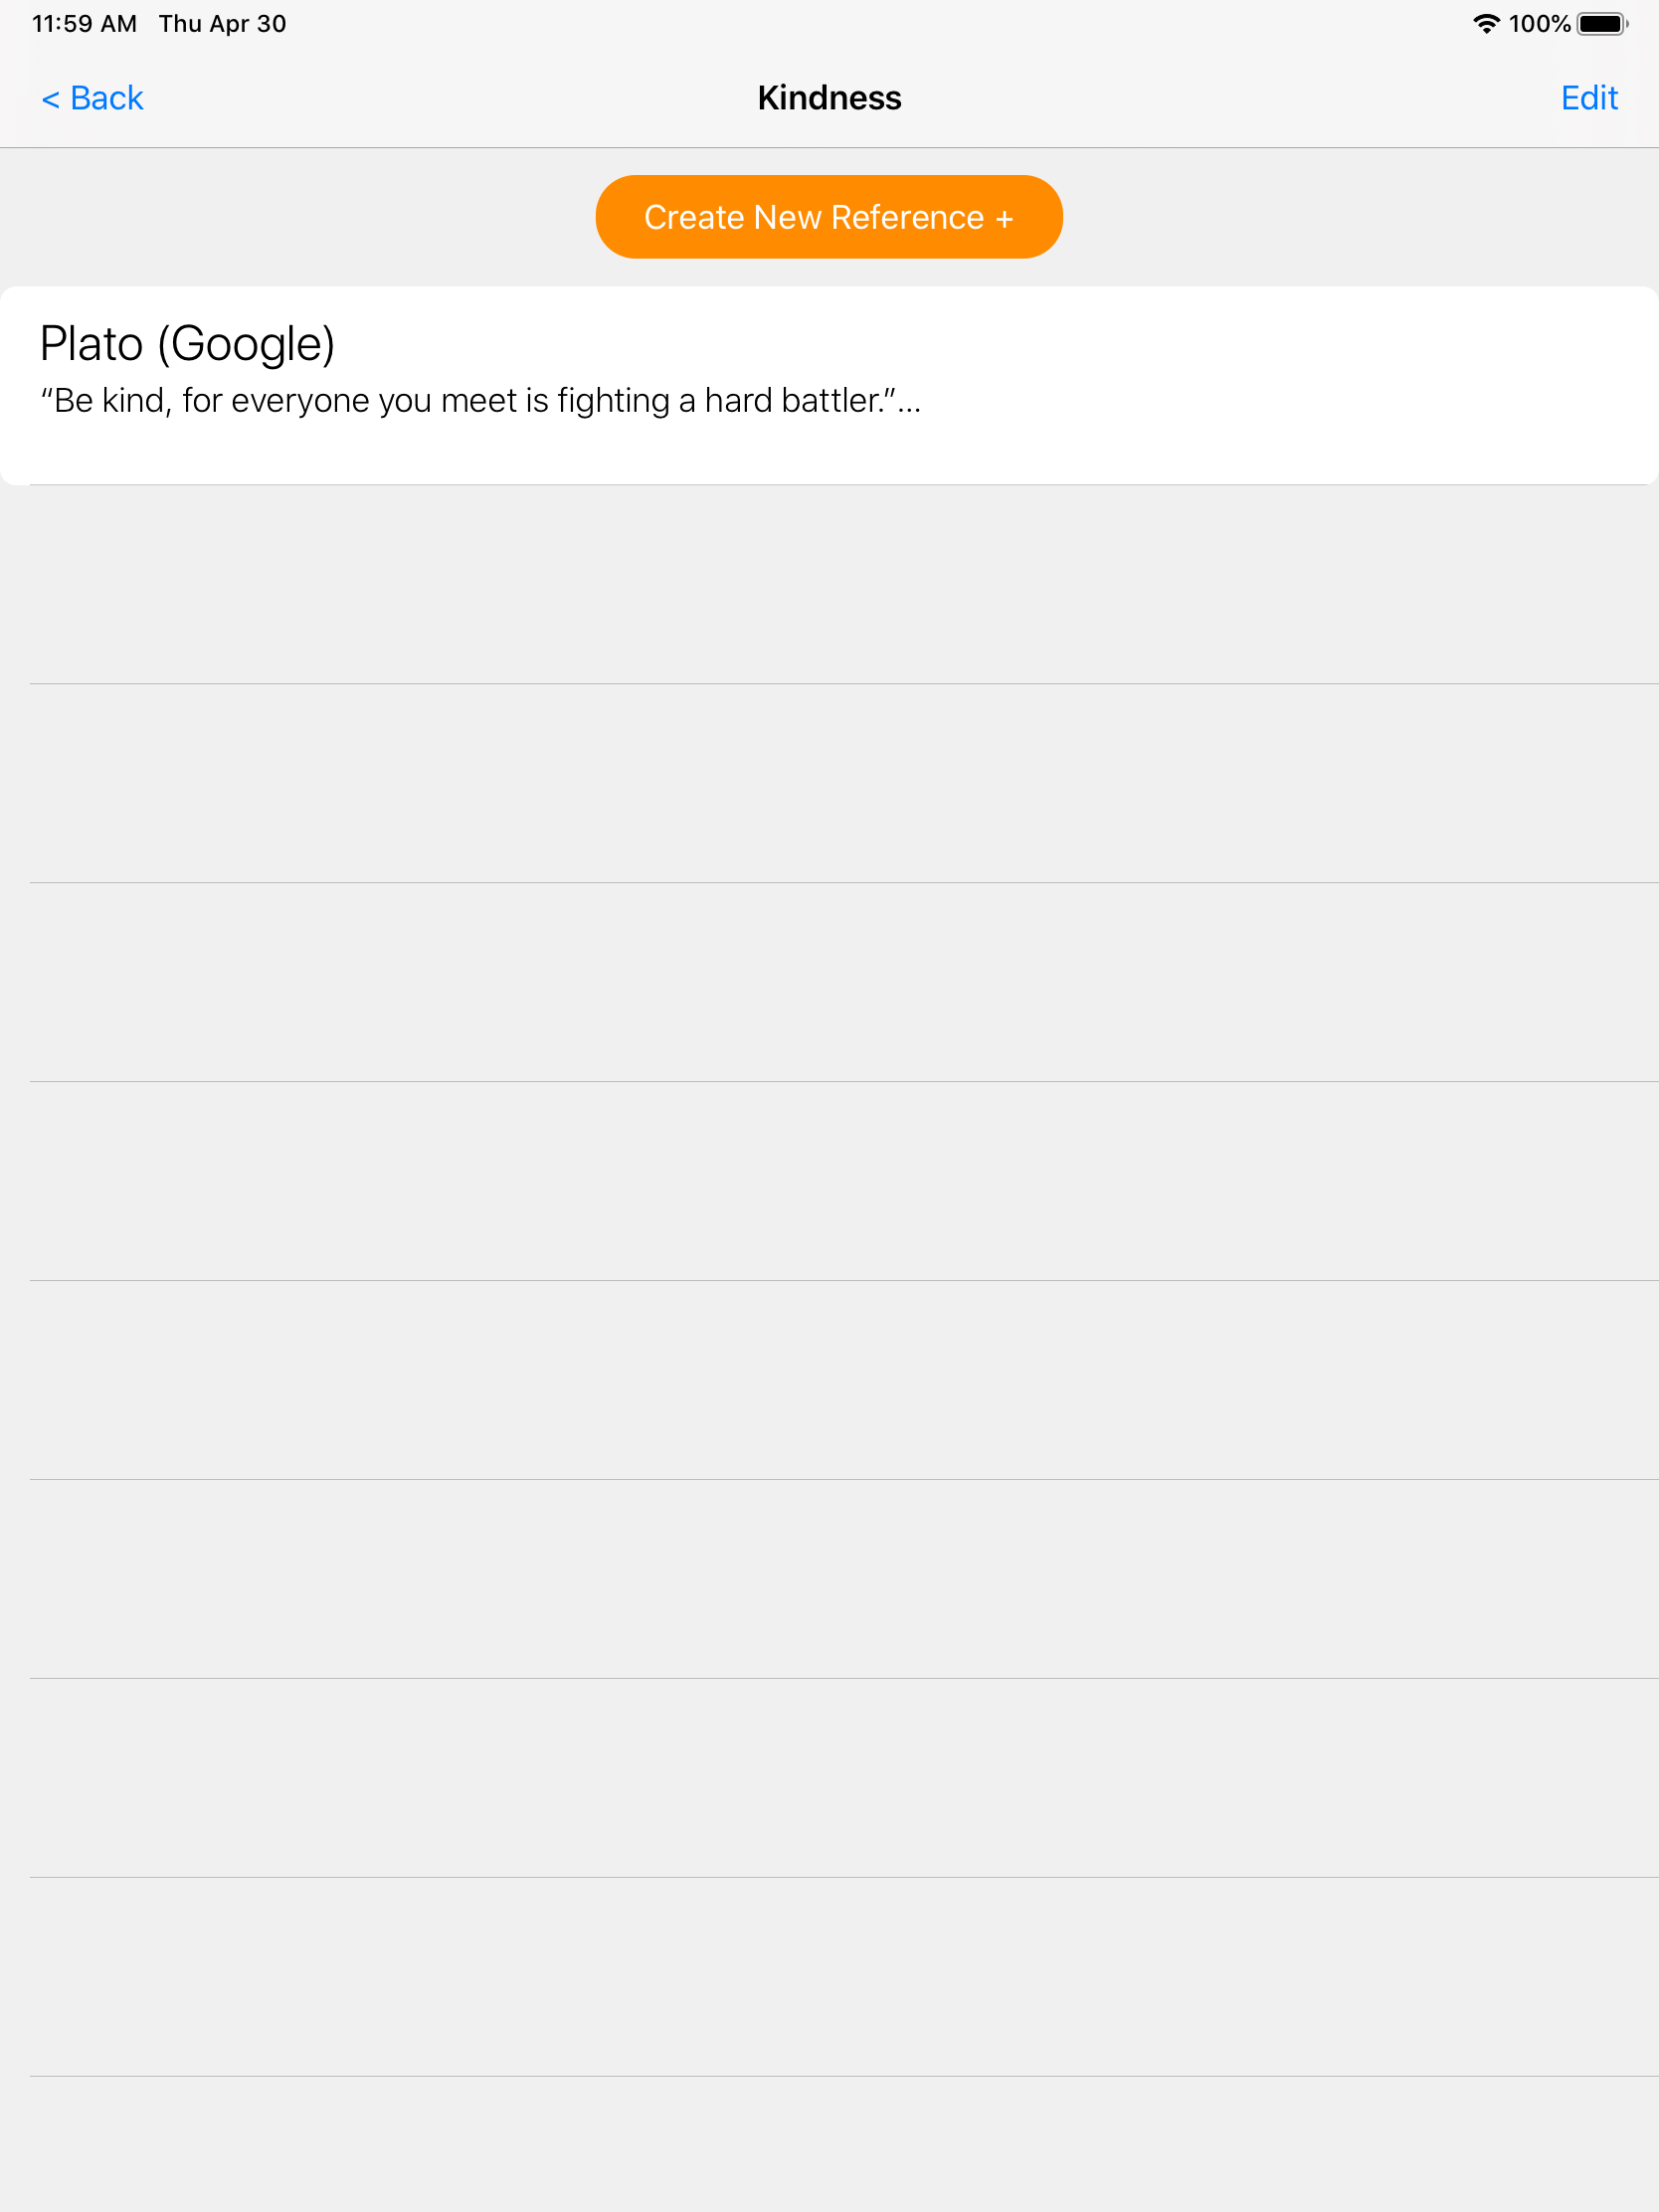 11:59 AM Thu Apr 30 100%
< Back Kindness Edit
Create New Reference +
Plato (Google)
“Be kind, for everyone you meet is fighting a hard battler.”...